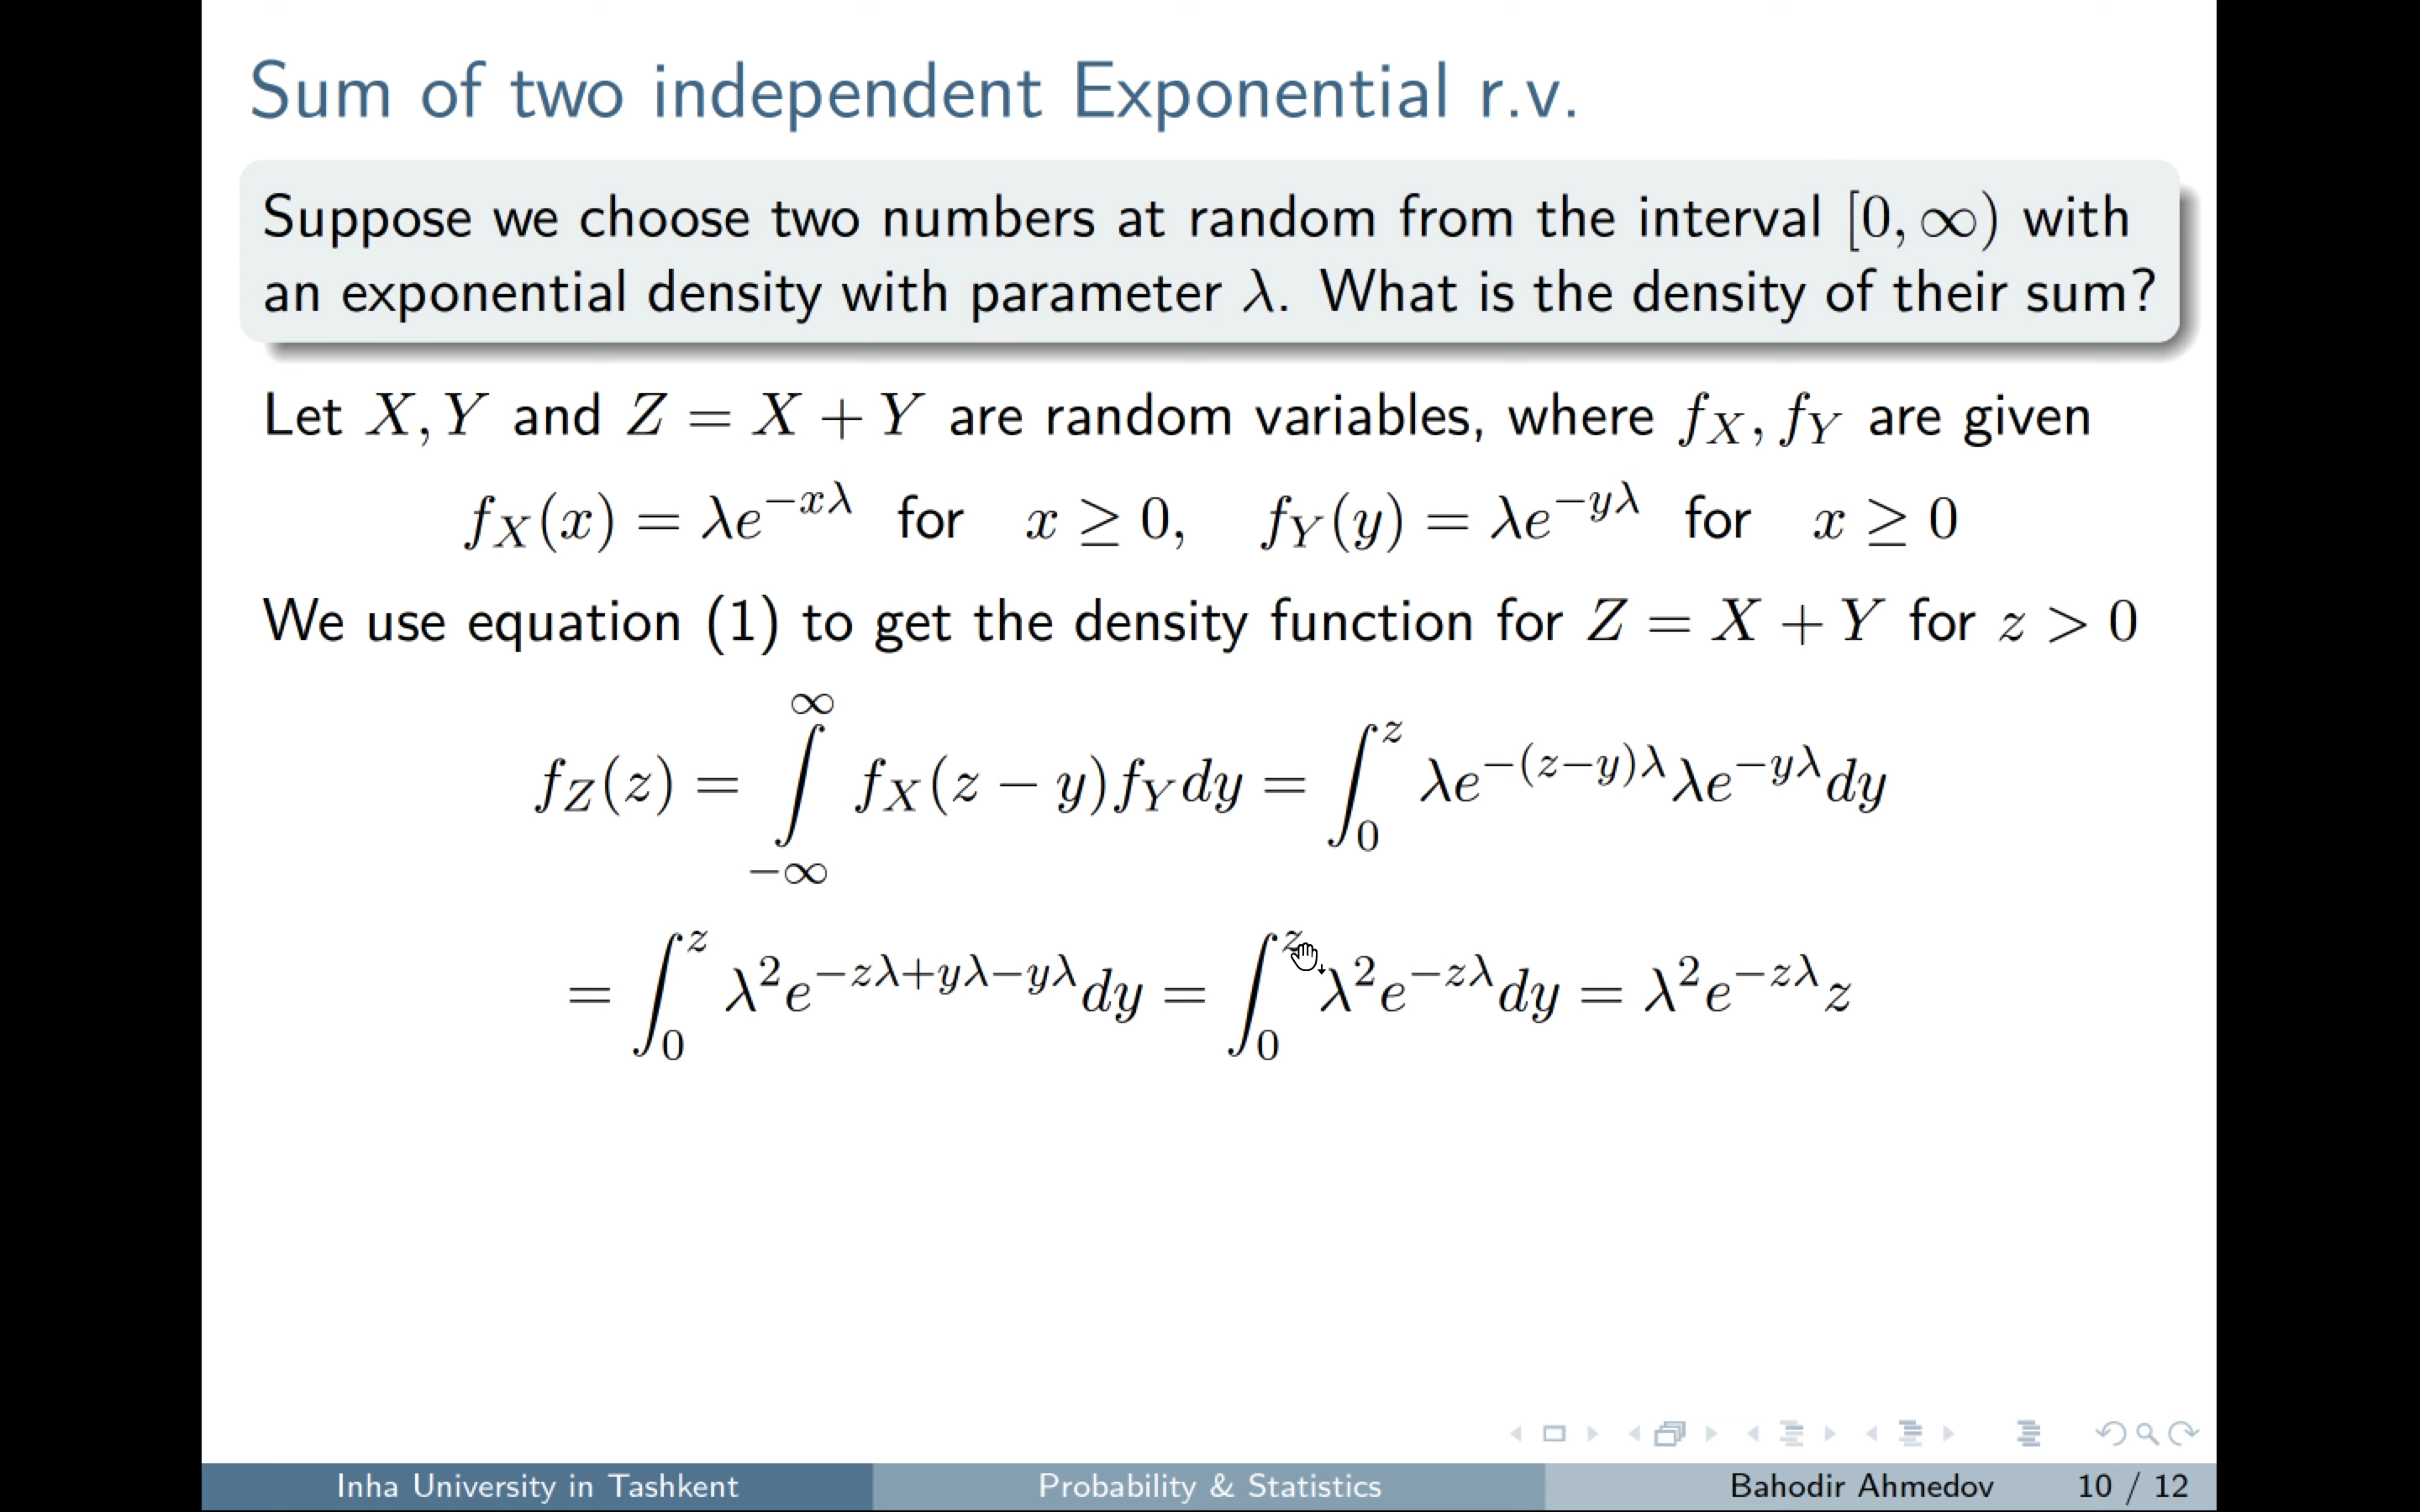 Sum of two independent Exponential r.v.
Suppose we choose two numbers at random from the interval [0, ∞) with
an exponential density with parameter λ. What is the density of their sum?
Let X, Y and Z = X + Y are random variables, where f_X, f_Y are given
f_X(x) = λe^{−xλ} for x ≥ 0, f_Y(y) = λe^{−yλ} for x ≥ 0
We use equation (1) to get the density function for Z = X + Y for z > 0
f_Z(z) = ∫_{−∞}^{∞} f_X(z − y)f_Y dy = ∫_0^z λe^{−(z−y)λ}λe^{−yλ}dy
= ∫_0^z λ²e^{−zλ+yλ−yλ}dy = ∫_0^z λ²e^{−zλ}dy = λ²e^{−zλ}z
Inha University in Tashkent Probability & Statistics Bahodir Ahmedov 10 / 12